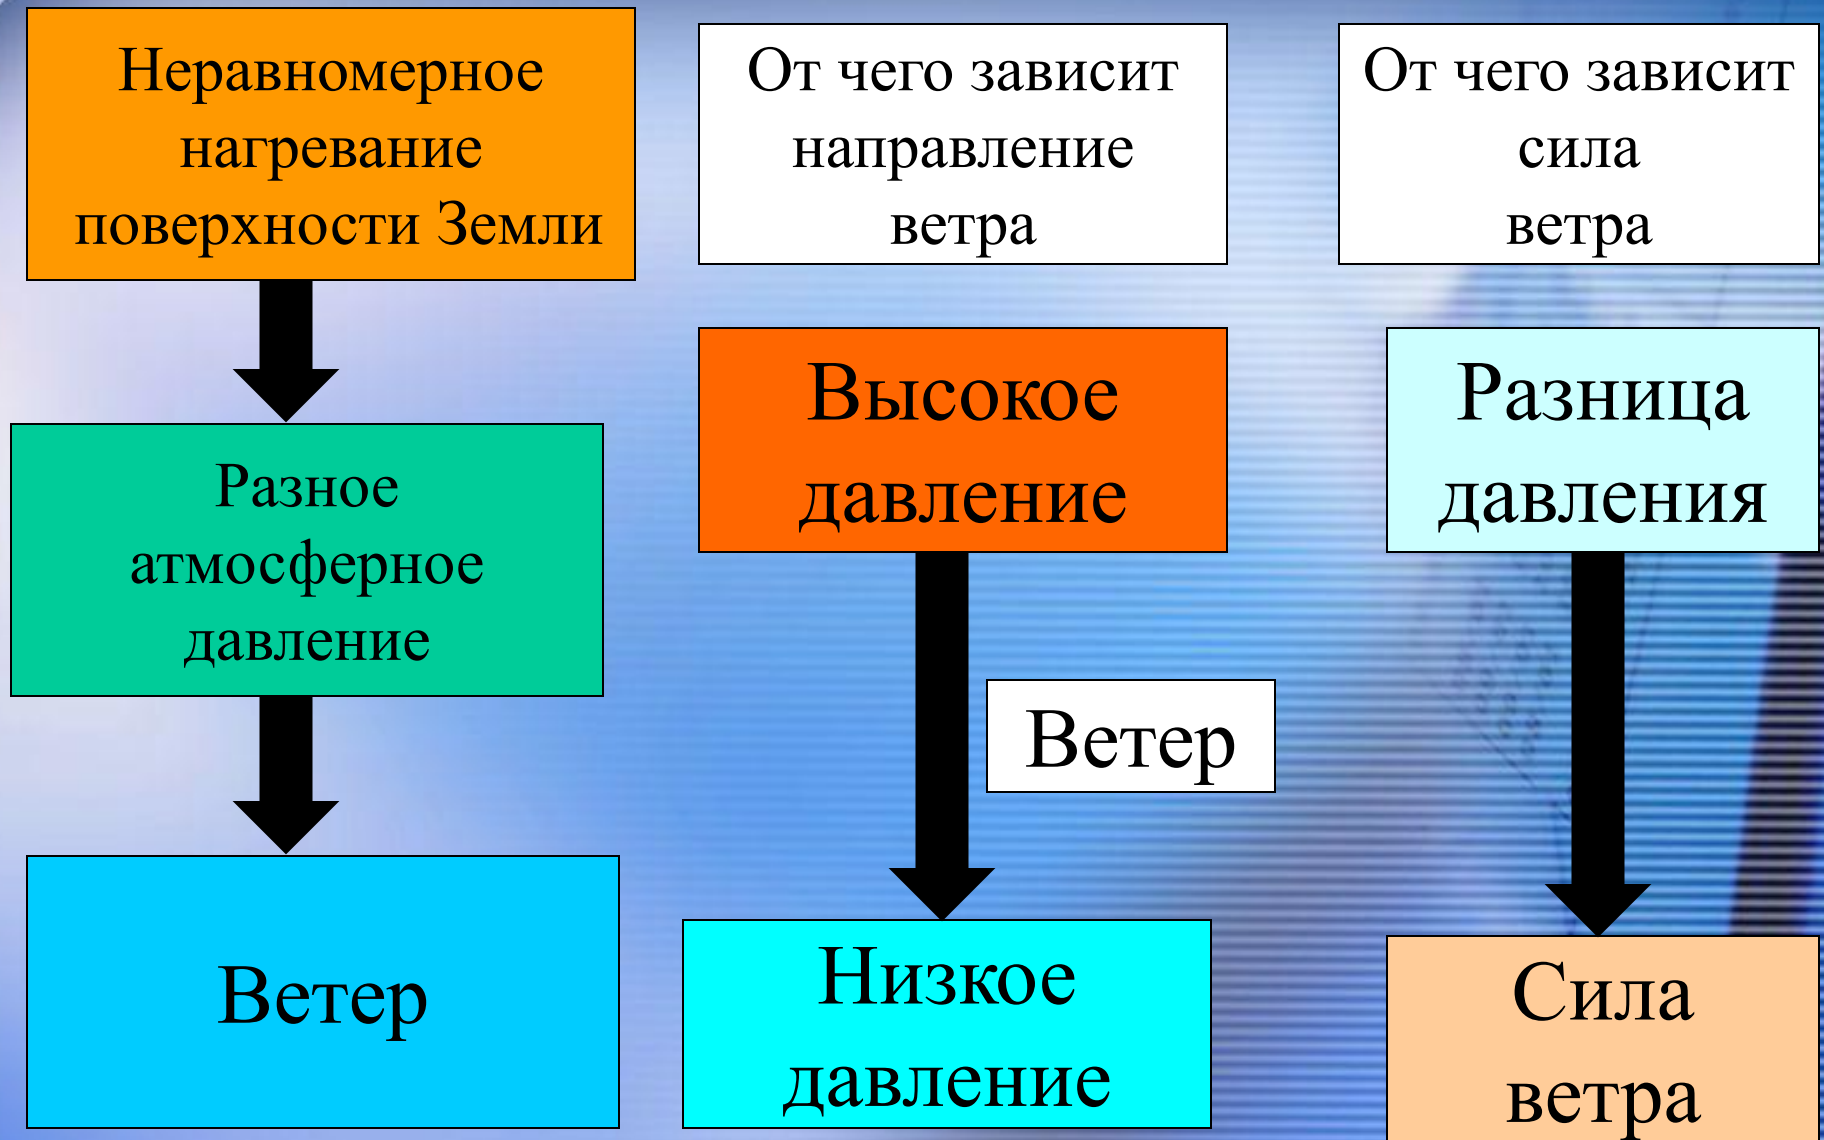 Неравномерное
нагревание
поверхности Земли
Разное
атмосферное
давление
Ветер
От чего зависит
направление
ветра
Высокое
давление
Ветер
Низкое
давление
От чего зависит
сила
ветра
Разница
давления
Сила
ветра